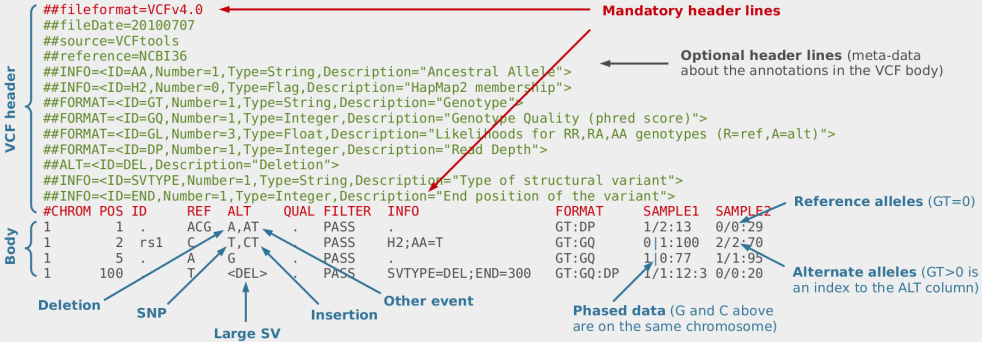 ##fileformat=VCFv4.0
Mandatory header lines
##fileDate=20100707
##source=VCFtools
##reference=NCBI36
Optional header lines (meta-data
about the annotations in the VCF body)
##INFO=<ID=AA,Number=1,Type=String,Description="Ancestral Allele">
##INFO=<ID=H2,Number=0,Type=Flag,Description="HapMap2 membership">
##FORMAT=<ID=GT,Number=1,Type=String,Description="Genotype">
##FORMAT=<ID=GQ,Number=1,Type=Integer,Description="Genotype Quality (phred score)">
##FORMAT=<ID=GL,Number=3,Type=Float,Description="Likelihoods for RR,RA,AA genotypes (R=ref,A=alt)">
##FORMAT=<ID=DP,Number=1,Type=Integer,Description="Read Depth">
##ALT=<ID=DEL,Description="Deletion">
##INFO=<ID=SVTYPE,Number=1,Type=String,Description="Type of structural variant">
##INFO=<ID=END,Number=1,Type=Integer,Description="End position of the variant">
VCF header
#CHROM POS ID REF ALT QUAL FILTER INFO FORMAT SAMPLE1 SAMPLE2
1 1 . ACG A,AT . PASS . GT:DP 1/2:13 0/0:29
1 2 rs1 C T,CT . PASS H2;AA=T GT:GQ 0|1:100 2/2:70
1 5 . A G . PASS . GT:GQ 1|0:77 1/1:95
1 100 . T <DEL> . PASS SVTYPE=DEL;END=300 GT:GQ:DP 1/1:12:3 0/0:20
Body
Reference alleles (GT=0)
Alternate alleles (GT>0 is
an index to the ALT column)
Deletion
SNP
Large SV
Insertion
Other event
Phased data (G and C above
are on the same chromosome)